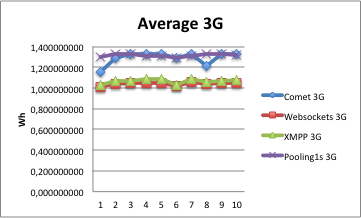 Average 3G
1,400000000
1,200000000
1,000000000
0,800000000
0,600000000
0,400000000
0,200000000
0,000000000
Wh
1 2 3 4 5 6 7 8 9 10
Comet 3G
Websockets 3G
XMPP 3G
Pooling1s 3G